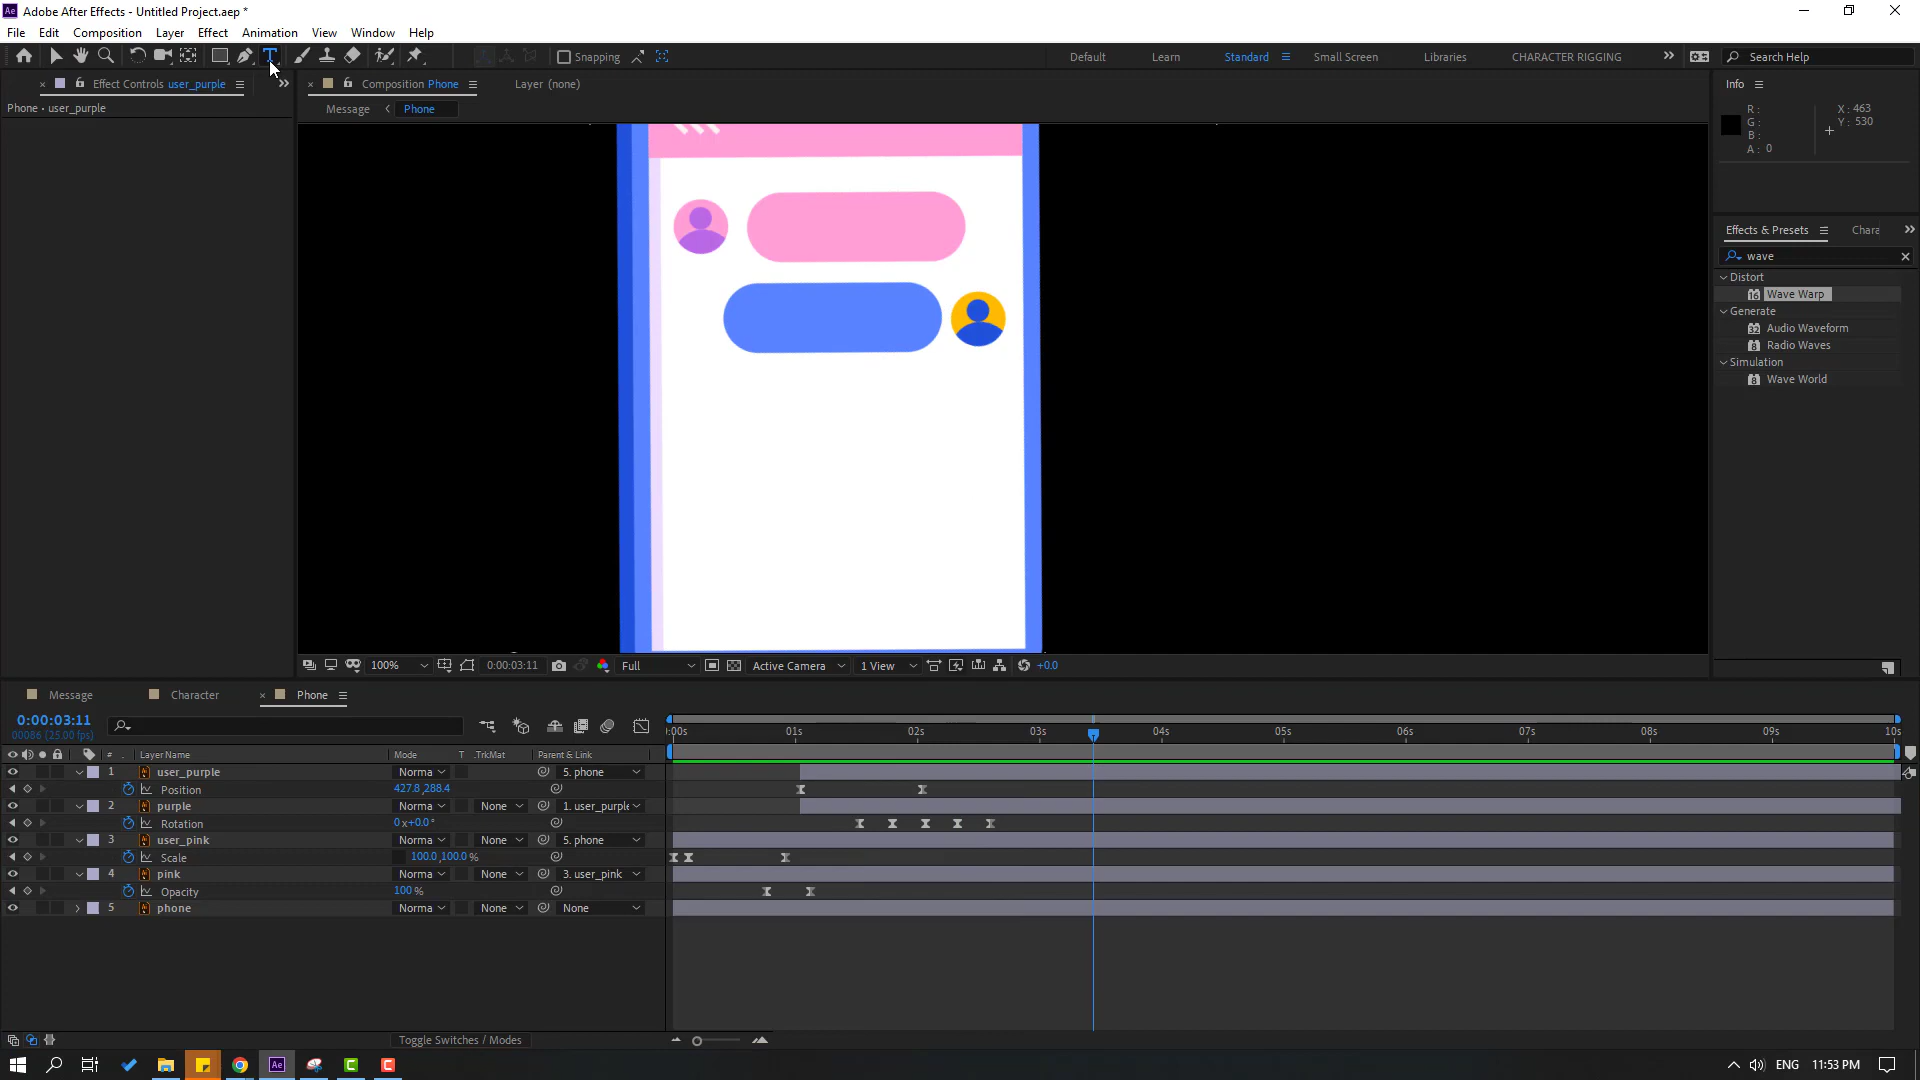 Adobe After Effects - Untitled Project.aep *
File Edit Composition Layer Effect Animation View Window Help
Snapping
Default Learn Standard Small Screen Libraries CHARACTER RIGGING
Search Help
Effect Controls user_purple
Composition Phone
Layer (none)
Info
Phone • user_purple
Message Phone
R : X : 463
G : Y : 530
B :
A : 0
Effects & Presets Chara
wave
Distort
Wave Warp
Generate
Audio Waveform
Radio Waves
Simulation
Wave World
100% 0:00:03:11 Full Active Camera 1 View +0.0
Message Character Phone
0:00:03:11
00086 (25.00 fps)
:00s 01s 02s 03s 04s 05s 06s 07s 08s 09s 10s
# Layer Name Mode T .TrkMat Parent & Link
1 user_purple Norma 5. phone
Position 427.8,288.4
2 purple Norma None 1. user_purple
Rotation 0x+0.0°
3 user_pink Norma None 5. phone
Scale 100.0,100.0 %
4 pink Norma None 3. user_pink
Opacity 100 %
5 phone Norma None None
Toggle Switches / Modes
ENG 11:53 PM